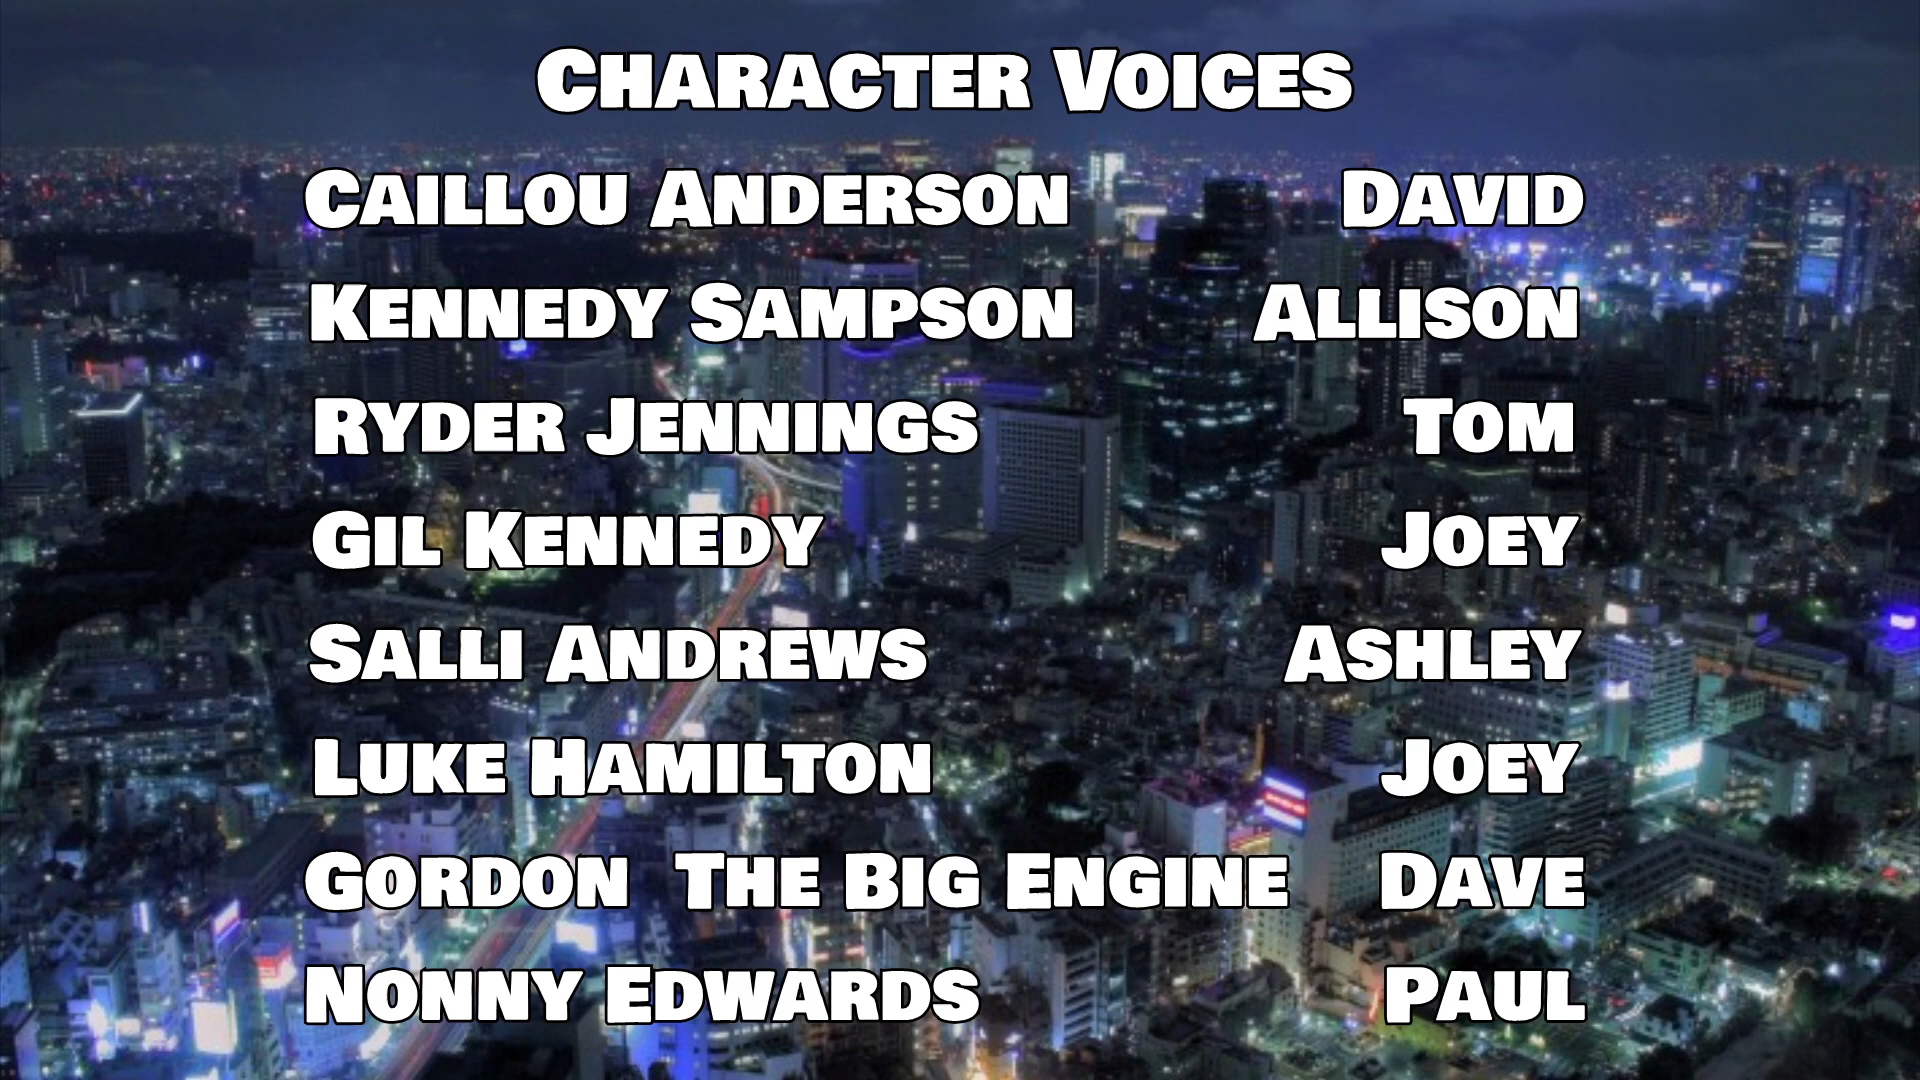 Character Voices
Caillou Anderson David
Kennedy Sampson Allison
Ryder Jennings Tom
Gil Kennedy Joey
Salli Andrews Ashley
Luke Hamilton Joey
Gordon The Big Engine Dave
Nonny Edwards Paul